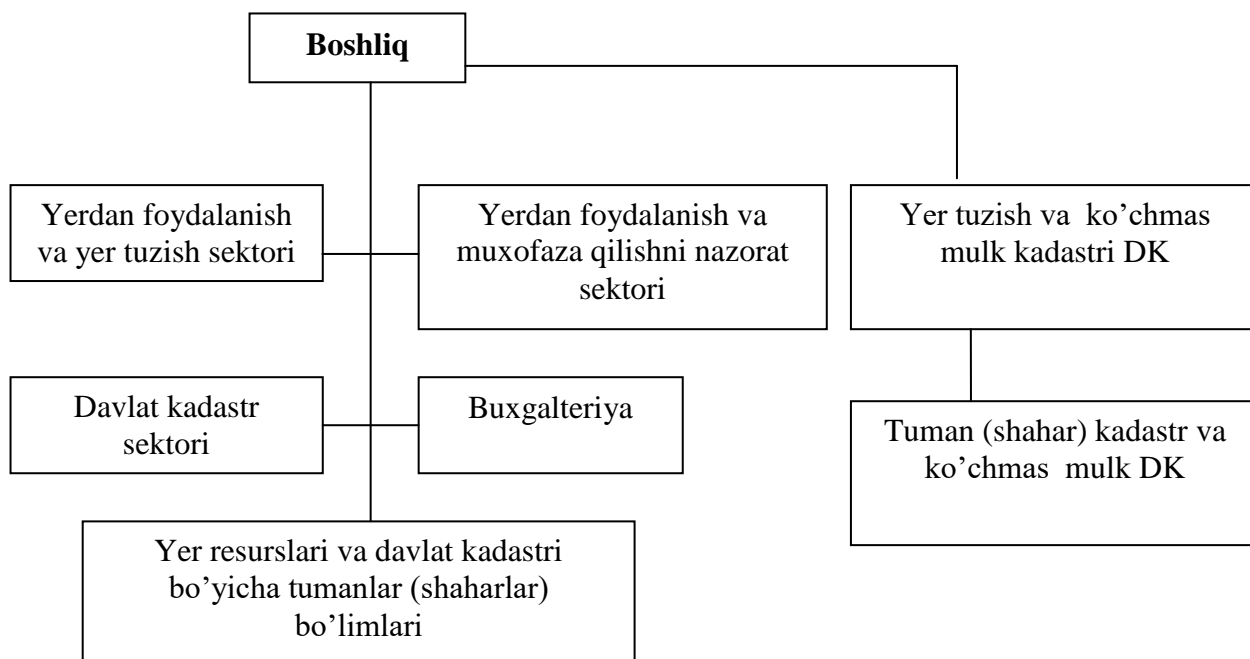 Boshliq
Yerdan foydalanish
va yer tuzish sektori
Yerdan foydalanish va
muxofaza qilishni nazorat
sektori
Yer tuzish va ko’chmas
mulk kadastri DK
Davlat kadastr
sektori
Buxgalteriya
Tuman (shahar) kadastr va
ko’chmas mulk DK
Yer resurslari va davlat kadastri
bo’yicha tumanlar (shaharlar)
bo’limlari